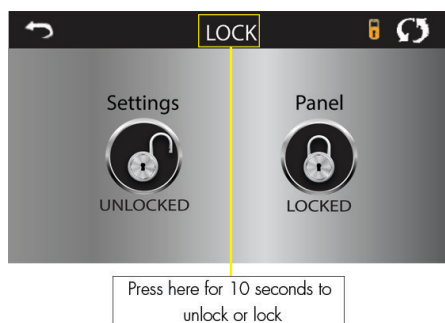 LOCK
Settings
Panel
UNLOCKED
LOCKED
Press here for 10 seconds to
unlock or lock